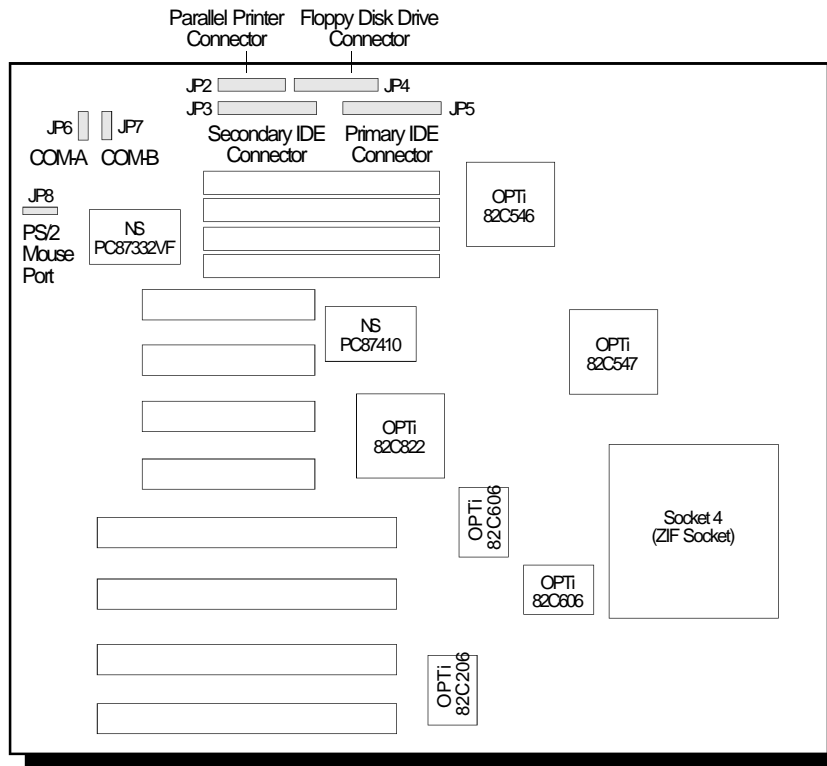 Parallel Printer
Connector
Floppy Disk Drive
Connector
JP2
JP4
JP3
JP5
JP6
JP7
COM-A
COM-B
Secondary IDE
Connector
Primary IDE
Connector
JP8
PS/2
Mouse
Port
NS
PC87332VF
OPTi
82C546
NS
PC87410
OPTi
82C547
OPTi
82C822
OPTi
82C606
Socket 4
(ZIF Socket)
OPTi
82C606
OPTi
82C206